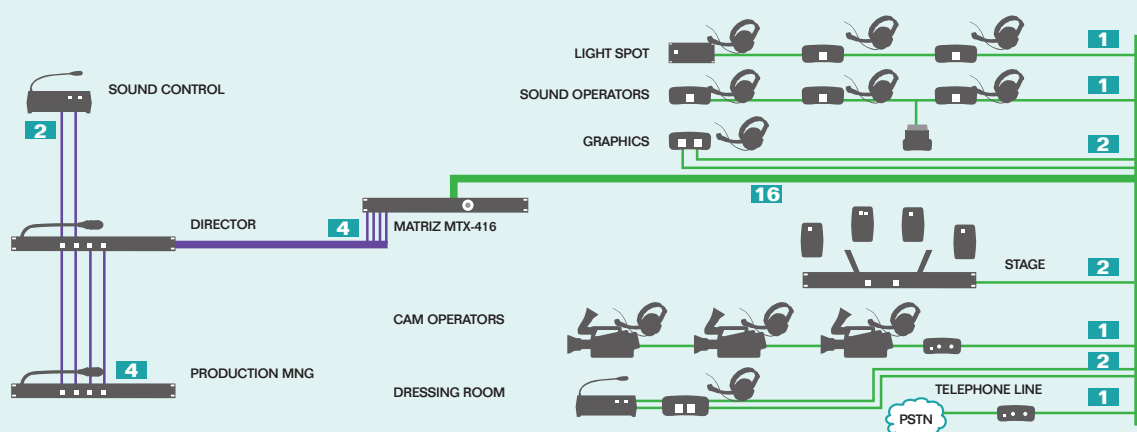 LIGHT SPOT
1
SOUND CONTROL
SOUND OPERATORS
1
2
GRAPHICS
2
16
DIRECTOR
4
MATRIZ MTX-416
STAGE
2
CAM OPERATORS
1
2
PRODUCTION MNG
4
DRESSING ROOM
TELEPHONE LINE
1
PSTN